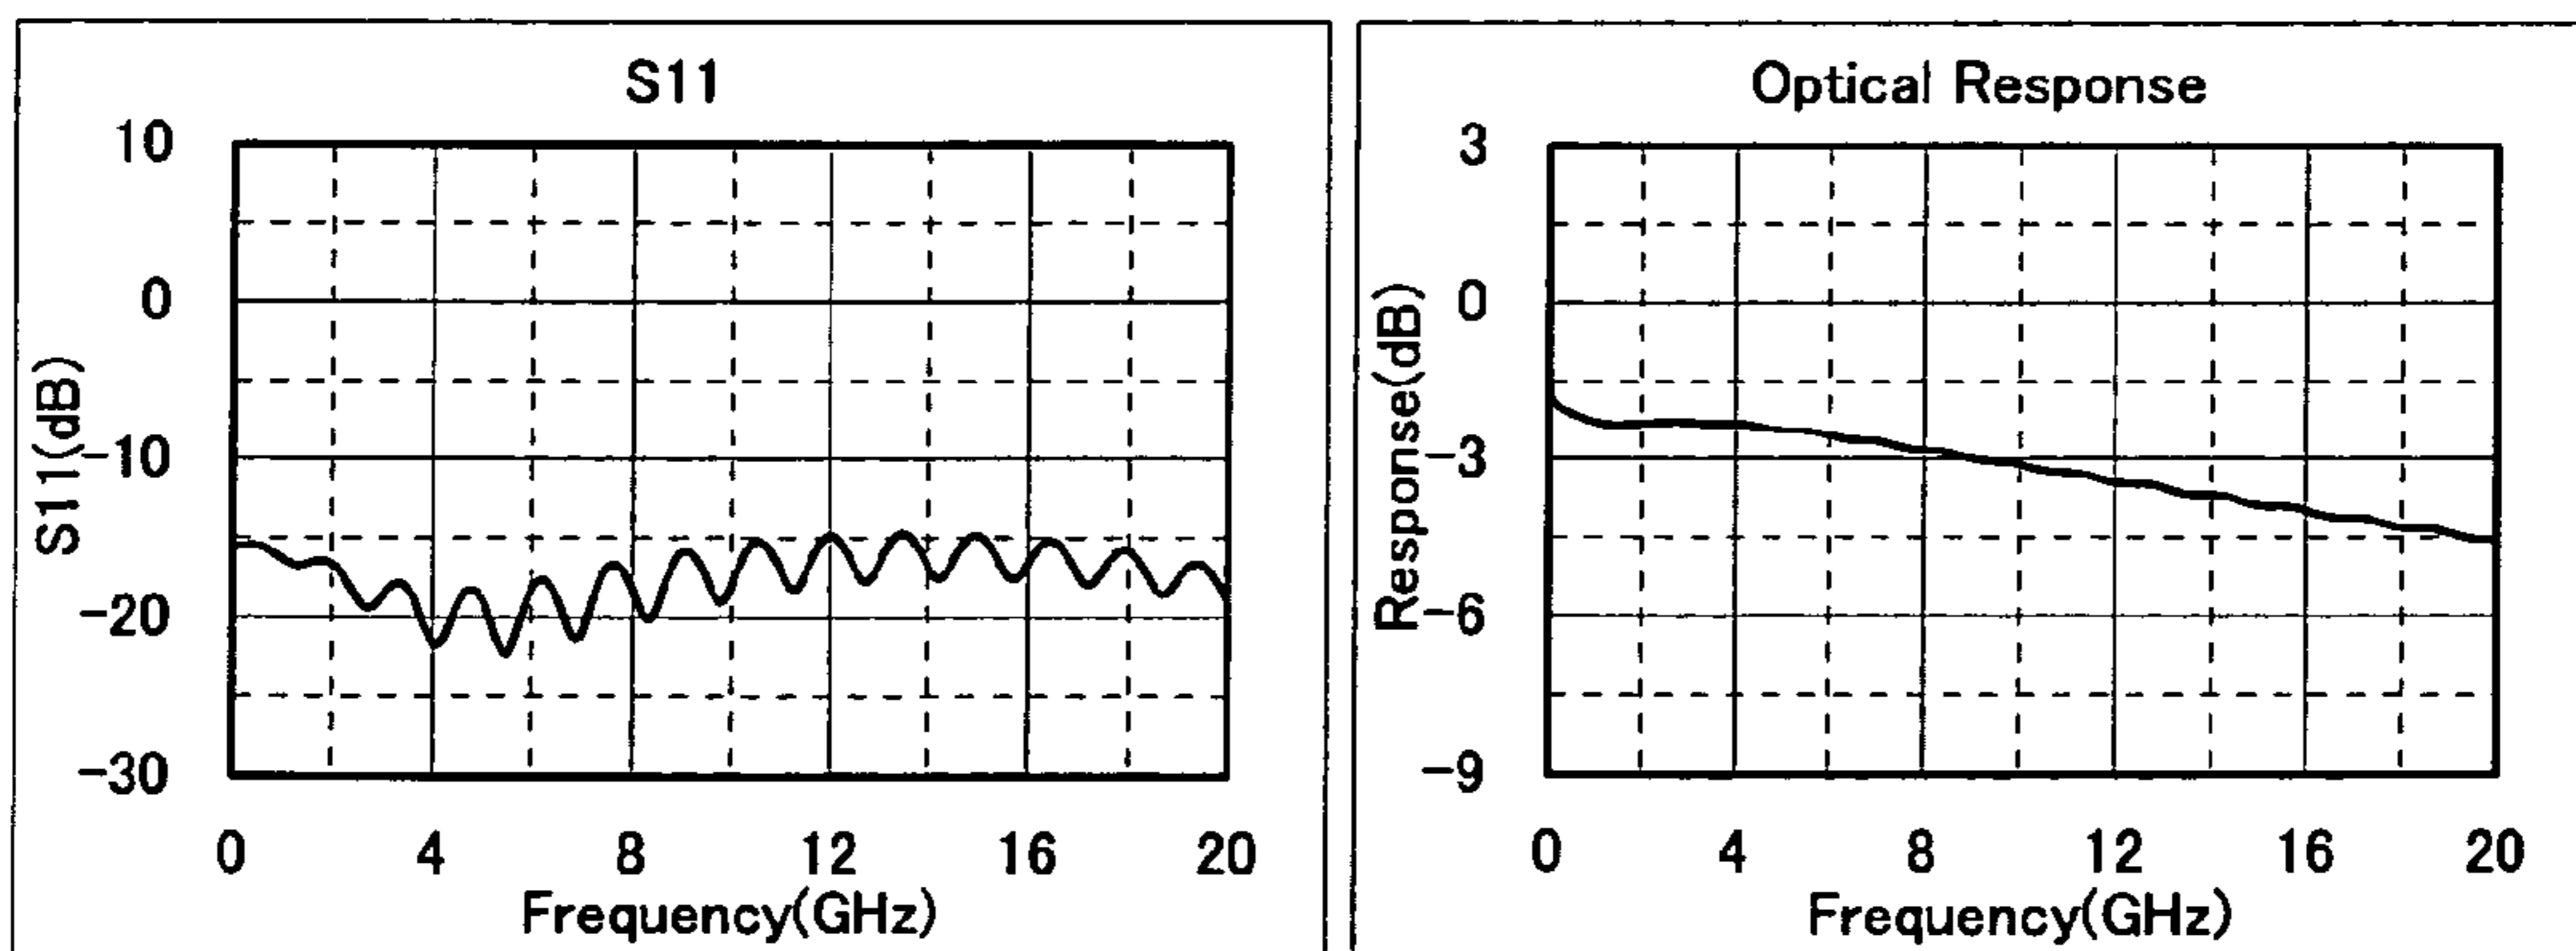 S11
10
0
-10
-20
-30
S11(dB)
0 4 8 12 16 20
Frequency(GHz)
Optical Response
3
0
-3
-6
-9
Response(dB)
0 4 8 12 16 20
Frequency(GHz)